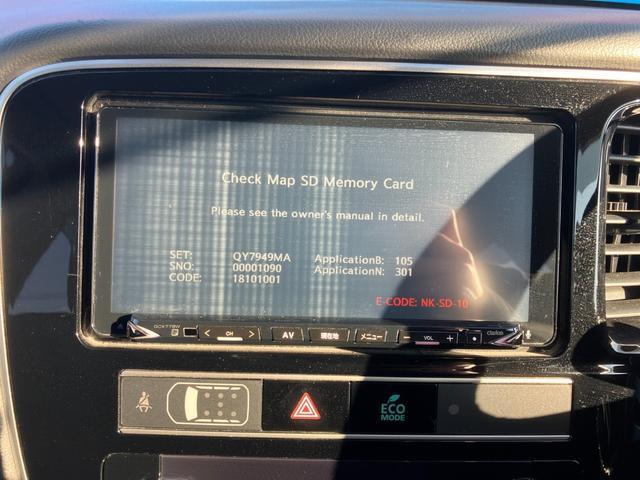 Check Map SD Memory Card
Please see the owner's manual in detail.
SET: QY7949MA ApplicationB: 105
SNO: 00001090 ApplicationN: 301
CODE: 18101001
E-CODE: NK-SD-10
CH AV 現在地 メニュー VOL + clarion
ECO
MODE